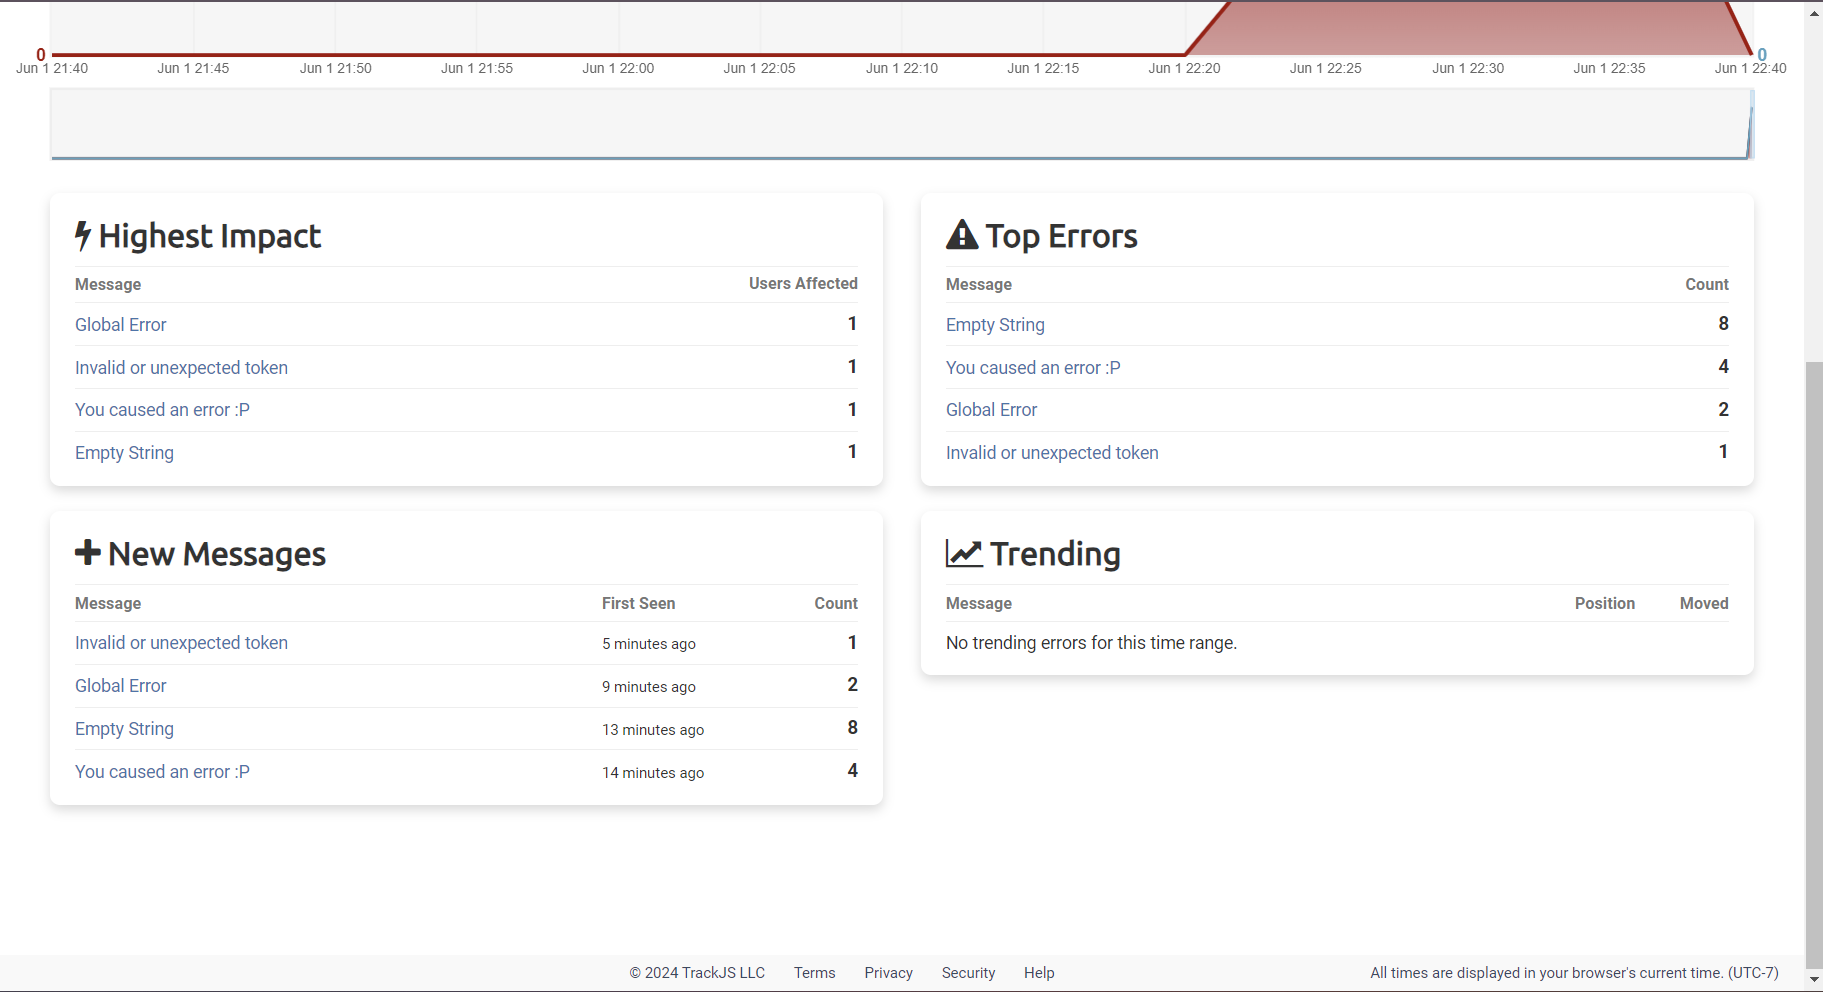 0
0
Jun 1 21:40 Jun 1 21:45 Jun 1 21:50 Jun 1 21:55 Jun 1 22:00 Jun 1 22:05 Jun 1 22:10 Jun 1 22:15 Jun 1 22:20 Jun 1 22:25 Jun 1 22:30 Jun 1 22:35 Jun 1 22:40
Highest Impact
Message Users Affected
Global Error 1
Invalid or unexpected token 1
You caused an error :P 1
Empty String 1
Top Errors
Message Count
Empty String 8
You caused an error :P 4
Global Error 2
Invalid or unexpected token 1
New Messages
Message First Seen Count
Invalid or unexpected token 5 minutes ago 1
Global Error 9 minutes ago 2
Empty String 13 minutes ago 8
You caused an error :P 14 minutes ago 4
Trending
Message Position Moved
No trending errors for this time range.
© 2024 TrackJS LLC Terms Privacy Security Help All times are displayed in your browser's current time. (UTC-7)